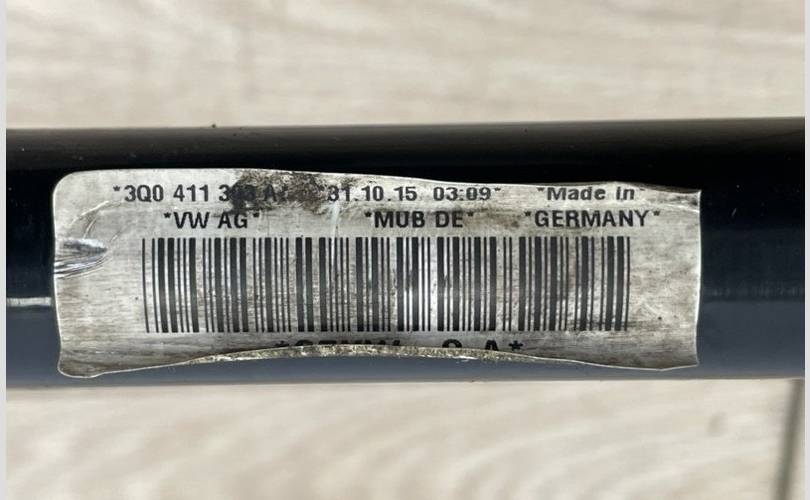 *3Q0 411 31.10.15 03:09* *Made in*
*VW AG* *MUB DE* *GERMANY*